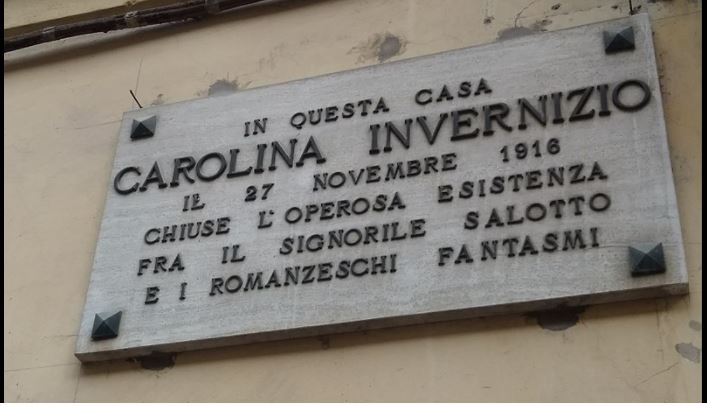 IN QUESTA CASA
CAROLINA INVERNIZIO
IL 27 NOVEMBRE 1916
CHIUSE L'OPEROSA ESISTENZA
FRA IL SIGNORILE SALOTTO
E I ROMANZESCHI FANTASMI